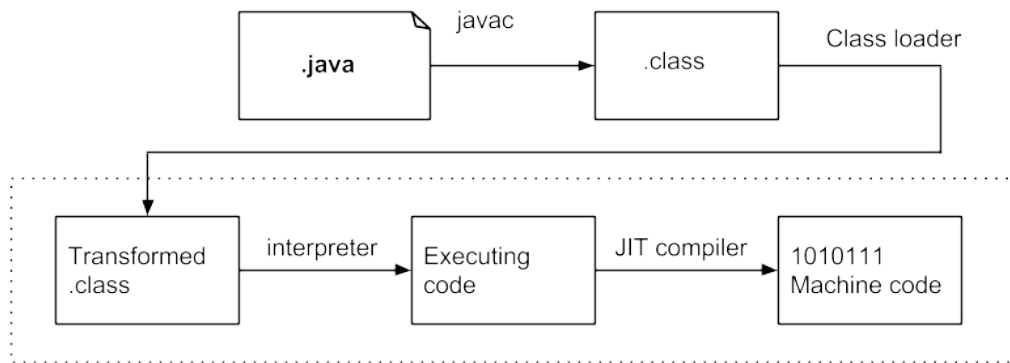 javac
.java
.class
Class loader
Transformed
.class
interpreter
Executing
code
JIT compiler
1010111
Machine code